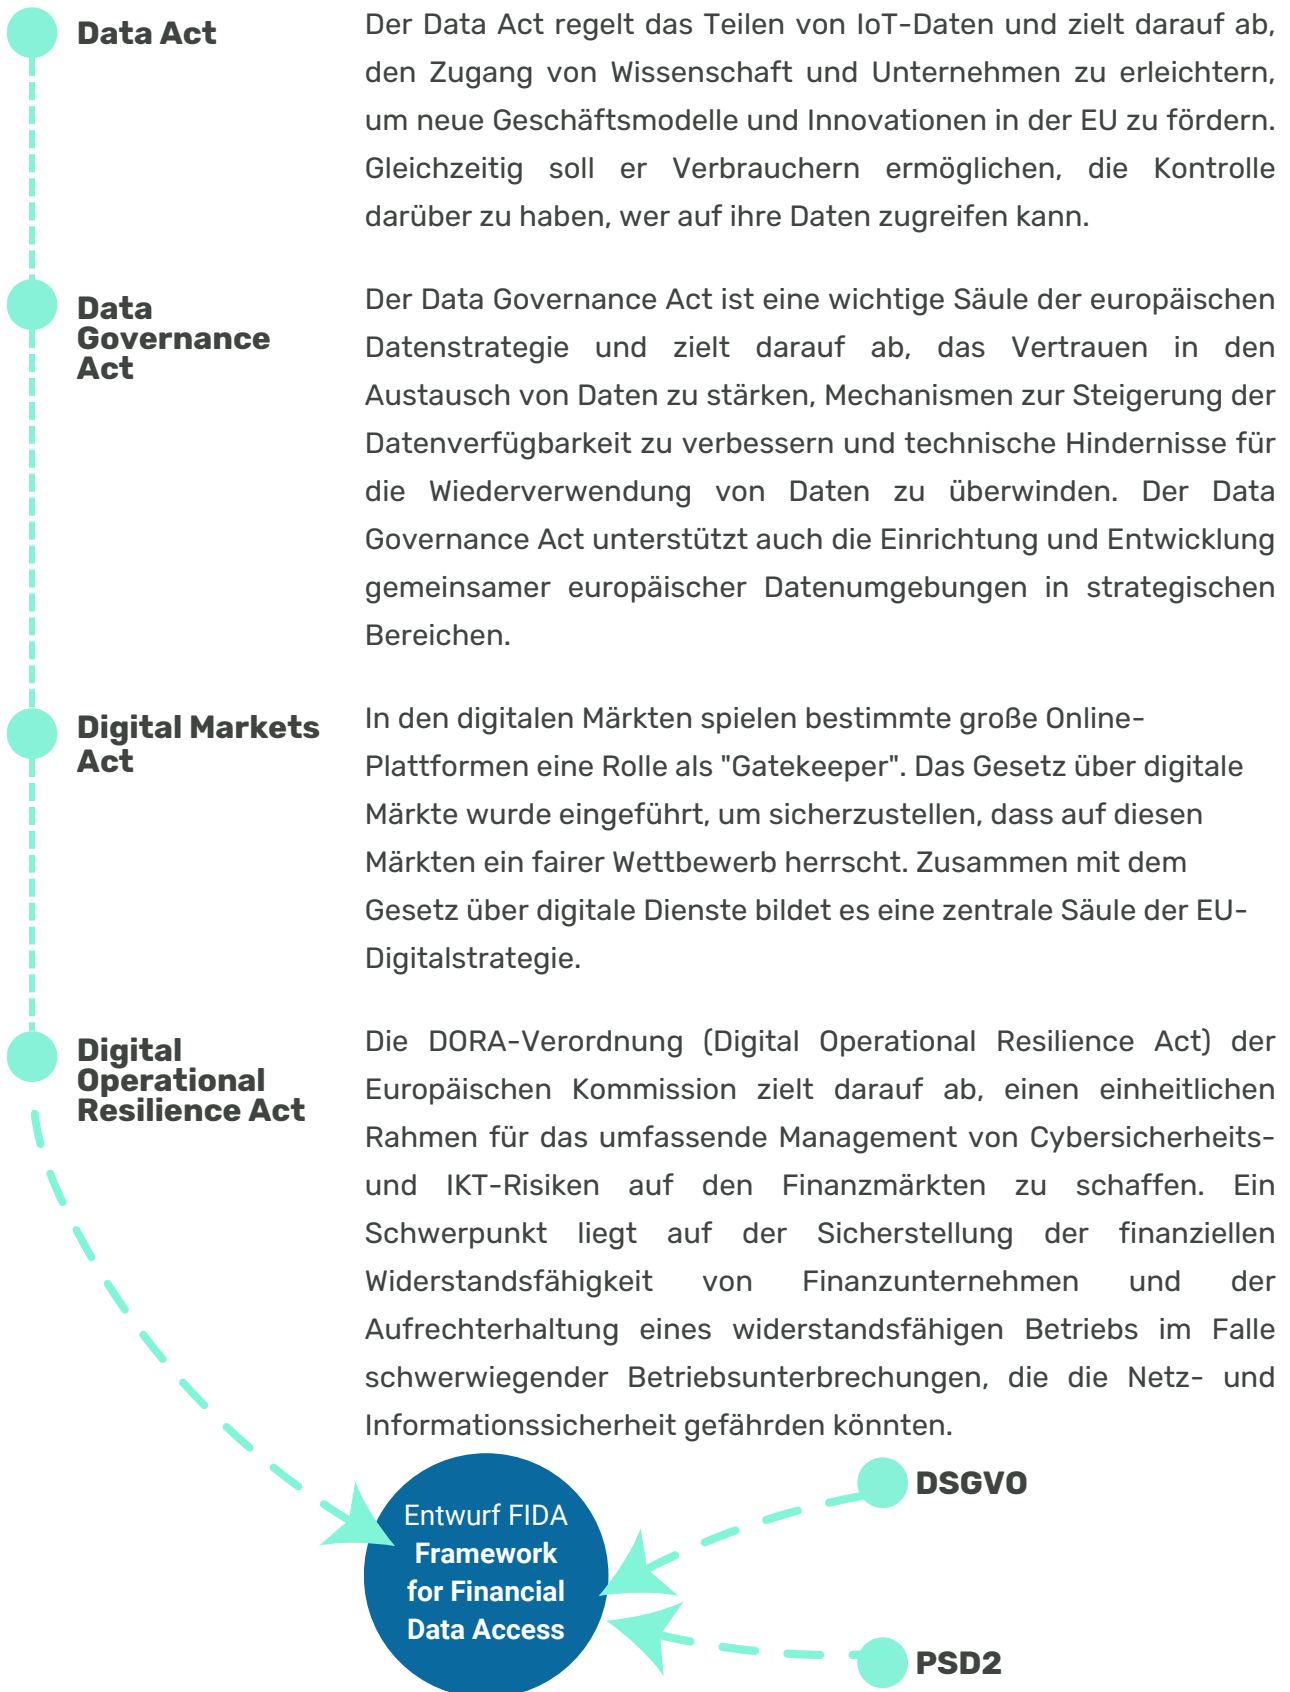 Data Act
Der Data Act regelt das Teilen von IoT-Daten und zielt darauf ab,
den Zugang von Wissenschaft und Unternehmen zu erleichtern,
um neue Geschäftsmodelle und Innovationen in der EU zu fördern.
Gleichzeitig soll er Verbrauchern ermöglichen, die Kontrolle
darüber zu haben, wer auf ihre Daten zugreifen kann.
Data
Governance
Act
Der Data Governance Act ist eine wichtige Säule der europäischen
Datenstrategie und zielt darauf ab, das Vertrauen in den
Austausch von Daten zu stärken, Mechanismen zur Steigerung der
Datenverfügbarkeit zu verbessern und technische Hindernisse für
die Wiederverwendung von Daten zu überwinden. Der Data
Governance Act unterstützt auch die Einrichtung und Entwicklung
gemeinsamer europäischer Datenumgebungen in strategischen
Bereichen.
Digital Markets
Act
In den digitalen Märkten spielen bestimmte große Online-
Plattformen eine Rolle als "Gatekeeper". Das Gesetz über digitale
Märkte wurde eingeführt, um sicherzustellen, dass auf diesen
Märkten ein fairer Wettbewerb herrscht. Zusammen mit dem
Gesetz über digitale Dienste bildet es eine zentrale Säule der EU-
Digitalstrategie.
Digital
Operational
Resilience Act
Die DORA-Verordnung (Digital Operational Resilience Act) der
Europäischen Kommission zielt darauf ab, einen einheitlichen
Rahmen für das umfassende Management von Cybersicherheits-
und IKT-Risiken auf den Finanzmärkten zu schaffen. Ein
Schwerpunkt liegt auf der Sicherstellung der finanziellen
Widerstandsfähigkeit von Finanzunternehmen und der
Aufrechterhaltung eines widerstandsfähigen Betriebs im Falle
schwerwiegender Betriebsunterbrechungen, die die Netz- und
Informationssicherheit gefährden könnten.
Entwurf FIDA
Framework
for Financial
Data Access
DSGVO
PSD2